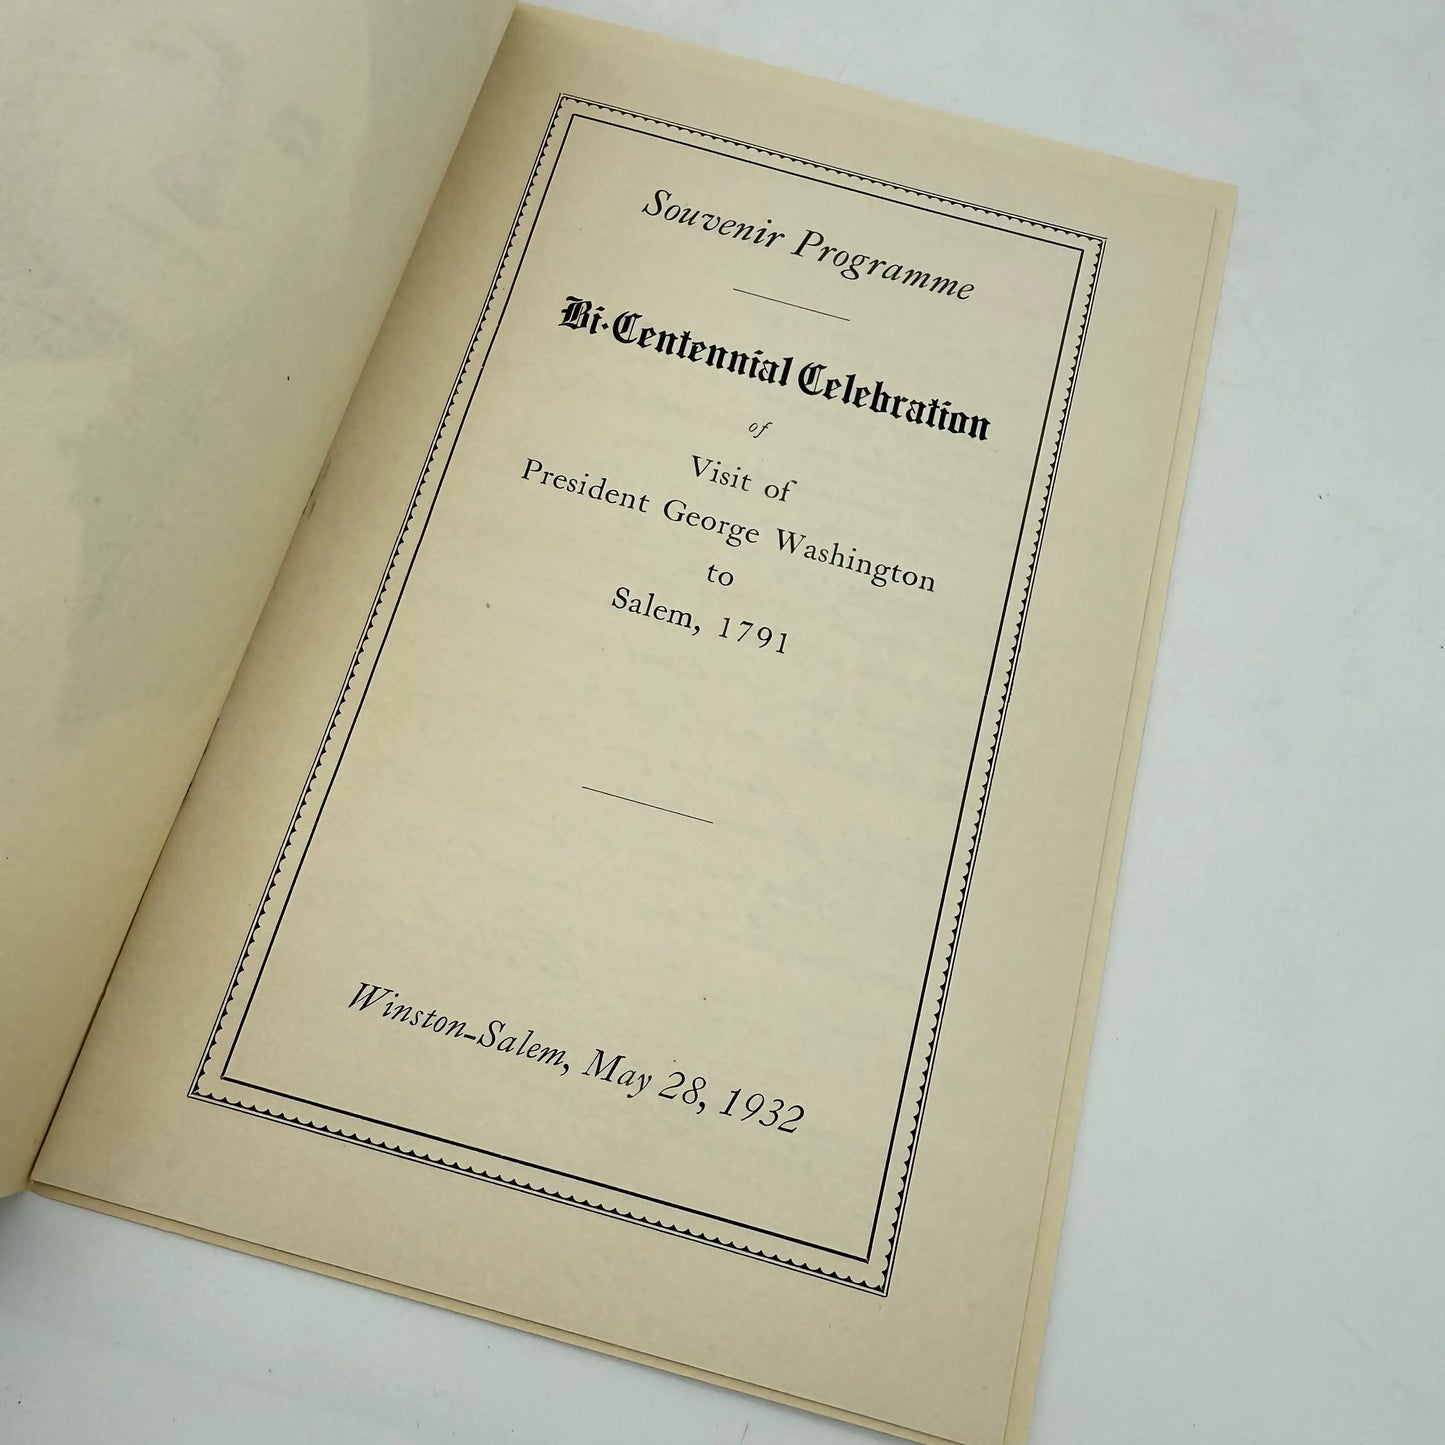 Souvenir Programme
Bi-Centennial Celebration
of
Visit of
President George Washington
to
Salem, 1791
Winston-Salem, May 28, 1932